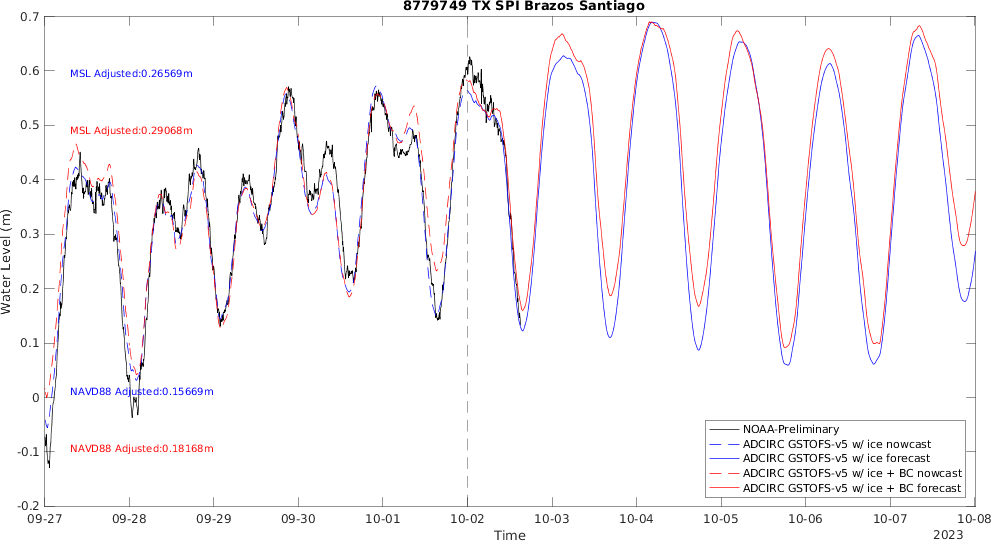 8779749 TX SPI Brazos Santiago
0.7
0.6
0.5
0.4
0.3
0.2
0.1
0
-0.1
-0.2
Water Level (m)
MSL Adjusted:0.26569m
MSL Adjusted:0.29068m
NAVD88 Adjusted:0.15669m
NAVD88 Adjusted:0.18168m
NOAA-Preliminary
ADCIRC GSTOFS-v5 w/ ice nowcast
ADCIRC GSTOFS-v5 w/ ice forecast
ADCIRC GSTOFS-v5 w/ ice + BC nowcast
ADCIRC GSTOFS-v5 w/ ice + BC forecast
09-27 09-28 09-29 09-30 10-01 10-02 10-03 10-04 10-05 10-06 10-07 10-08
Time
2023